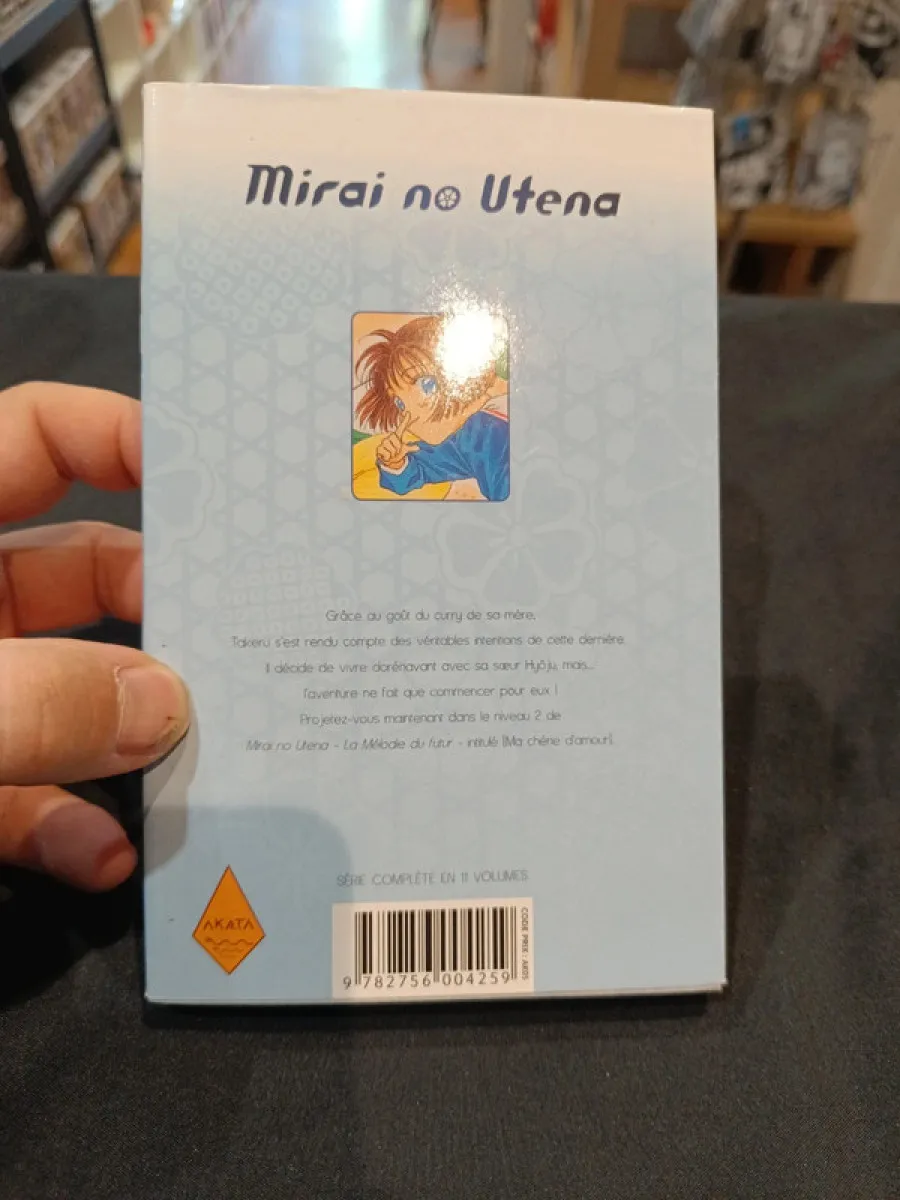 Mirai no Utena
Grâce au goût du curry de sa mère,
Takeru s'est rendu compte des véritables intentions de cette dernière.
Il décide de vivre dorénavant avec sa sœur Hyôju, mais...
l'aventure ne fait que commencer pour eux !
Projetez-vous maintenant dans le niveau 2 de
Mirai no Utena - La Mélodie du futur - intitulé [Ma chérie d'amour].
SÉRIE COMPLÈTE EN 11 VOLUMES
AKATA
CODE PRIX : AK05
9 782756 004259